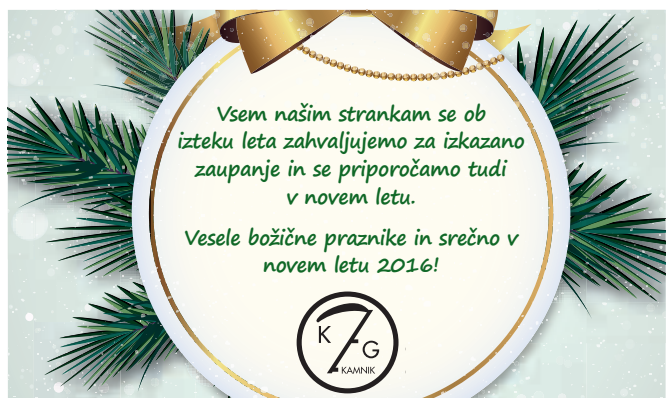 Vsem našim strankam se ob
izteku leta zahvaljujemo za izkazano
zaupanje in se priporočamo tudi
v novem letu.
Vesele božične praznike in srečno v
novem letu 2016!
K G
KAMNIK